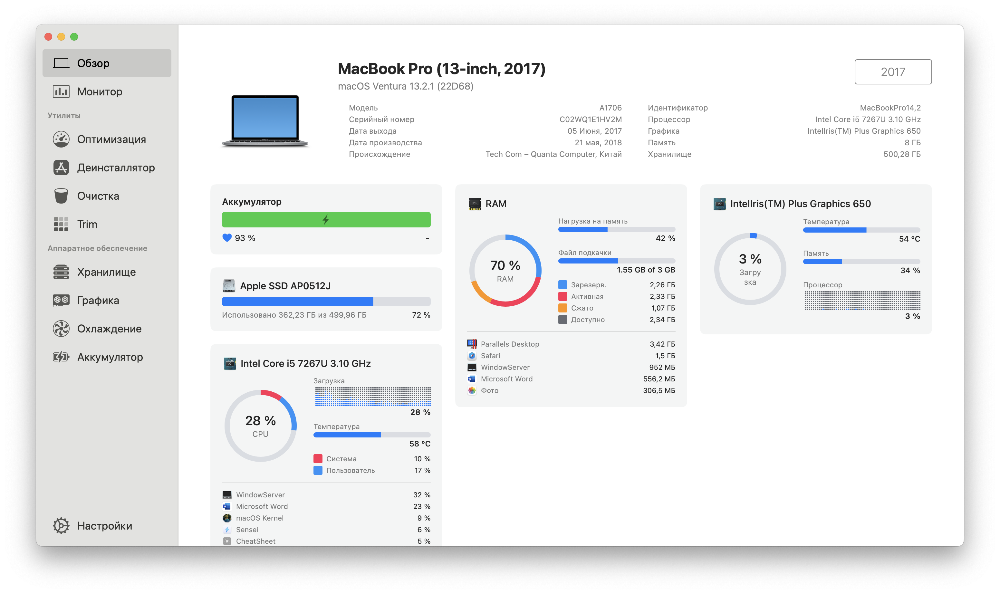 Обзор
Монитор
Утилиты
Оптимизация
Деинсталлятор
Очистка
Trim
Аппаратное обеспечение
Хранилище
Графика
Охлаждение
Аккумулятор
Настройки
MacBook Pro (13-inch, 2017)
macOS Ventura 13.2.1 (22D68)
2017
Модель A1706
Серийный номер C02WQ1E1HV2M
Дата выхода 05 Июня, 2017
Дата производства 21 мая, 2018
Происхождение Tech Com – Quanta Computer, Китай
Идентификатор MacBookPro14,2
Процессор Intel Core i5 7267U 3.10 GHz
Графика IntelIris(TM) Plus Graphics 650
Память 8 ГБ
Хранилище 500,28 ГБ
Аккумулятор
93 % -
Apple SSD AP0512J
Использовано 362,23 ГБ из 499,96 ГБ 72 %
Intel Core i5 7267U 3.10 GHz
28 %
CPU
Загрузка
28 %
Температура
58 °C
Система 10 %
Пользователь 17 %
WindowServer 32 %
Microsoft Word 23 %
macOS Kernel 9 %
Sensei 6 %
CheatSheet 5 %
RAM
70 %
RAM
Нагрузка на память
42 %
Файл подкачки
1.55 GB of 3 GB
Зарезерв. 2,26 ГБ
Активная 2,33 ГБ
Сжато 1,07 ГБ
Доступно 2,34 ГБ
Parallels Desktop 3,42 ГБ
Safari 1,5 ГБ
WindowServer 952 МБ
Microsoft Word 556,2 МБ
Фото 306,5 МБ
IntelIris(TM) Plus Graphics 650
3 %
Загру
зка
Температура
54 °C
Память
34 %
Процессор
3 %